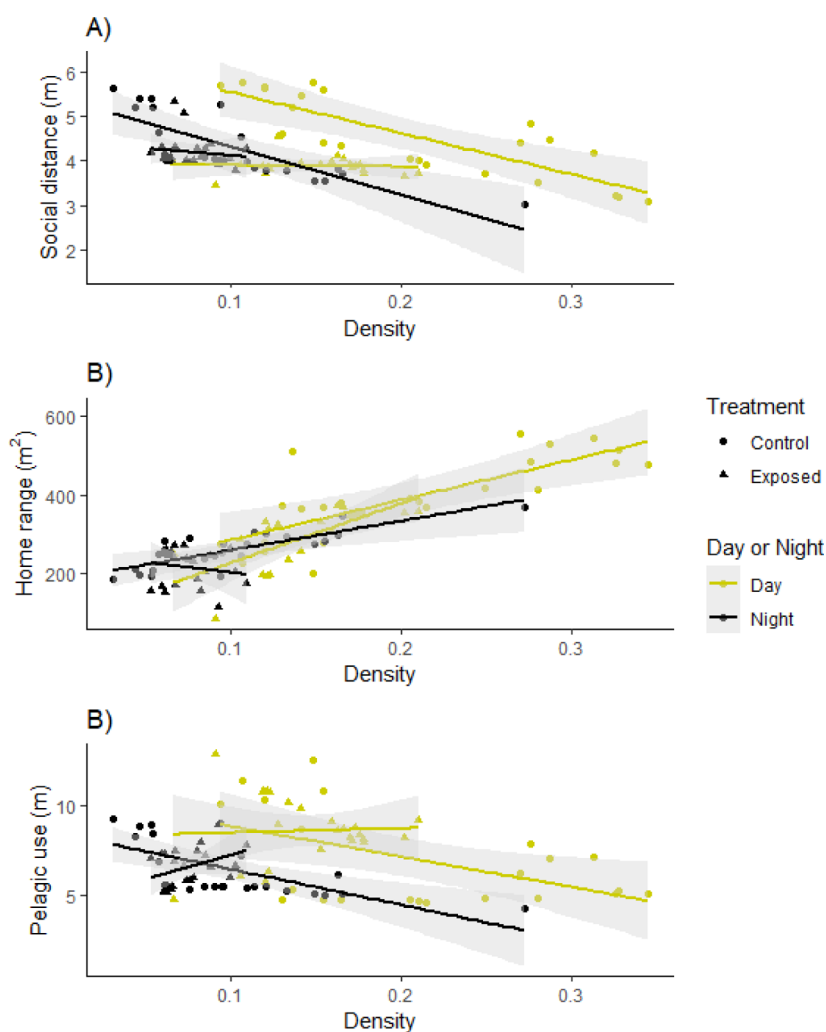 A)
6
5
4
3
2
Social distance (m)
0.1 0.2 0.3
Density
B)
600
400
200
Home range (m²)
0.1 0.2 0.3
Density
Treatment
Control
Exposed
Day or Night
Day
Night
B)
10
5
Pelagic use (m)
0.1 0.2 0.3
Density